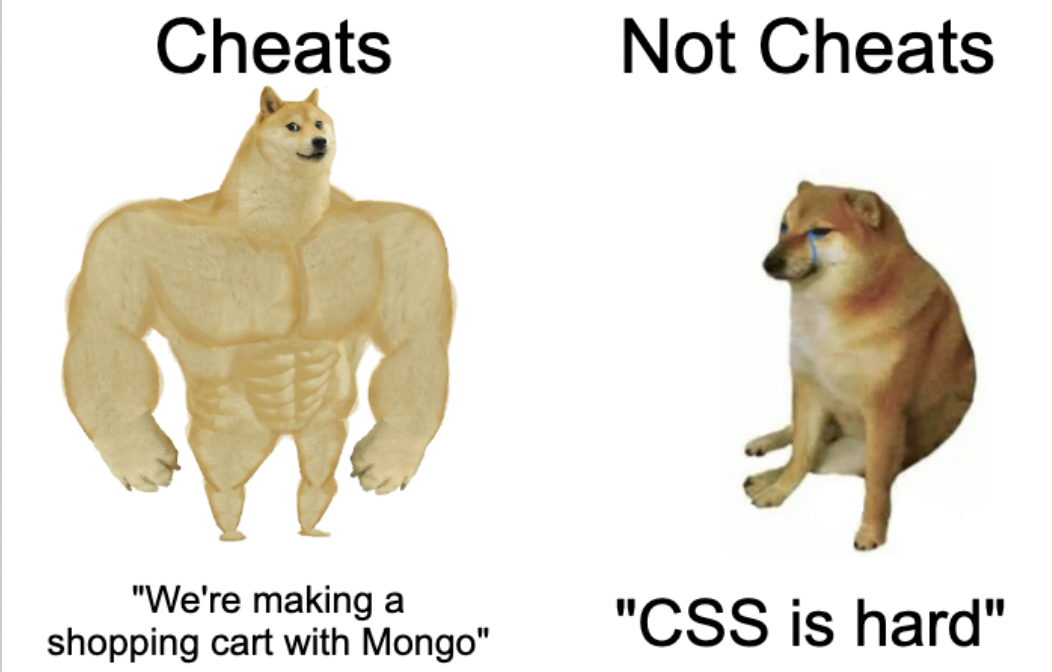 Cheats
Not Cheats
"We're making a
shopping cart with Mongo"
"CSS is hard"